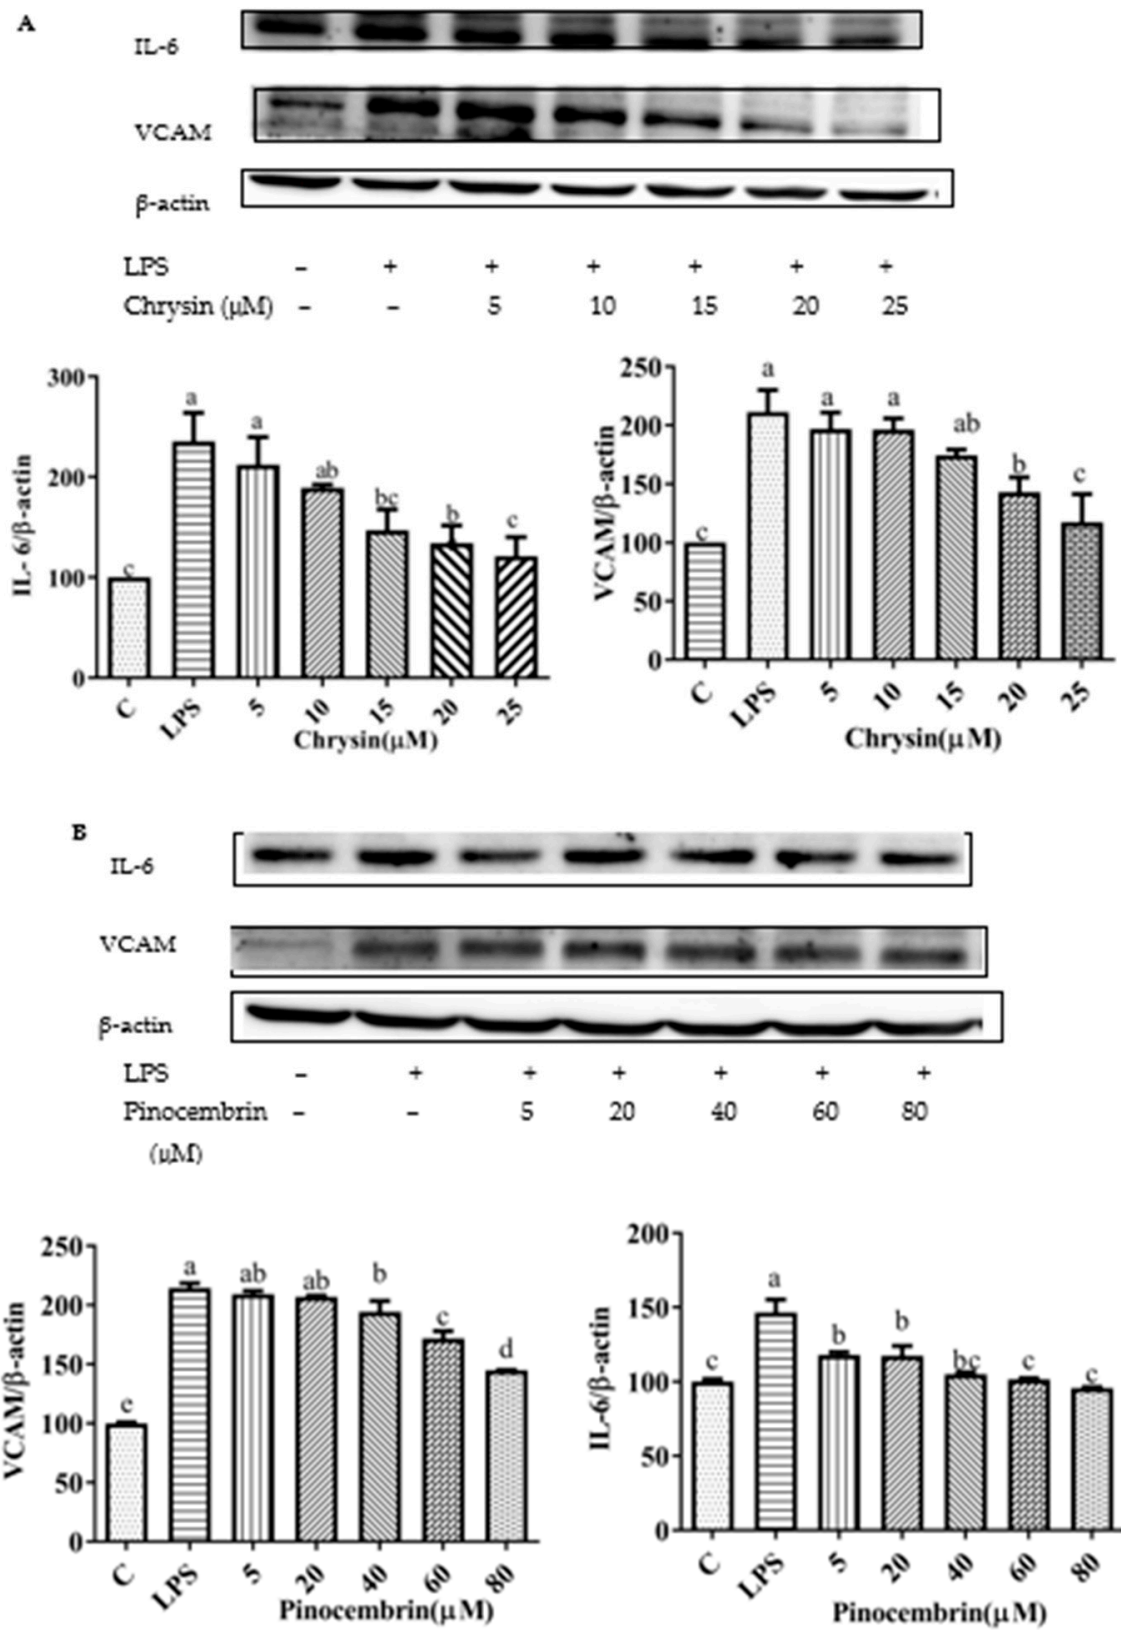 A
IL-6
VCAM
β-actin
LPS – + + + + + +
Chrysin (µM) – – 5 10 15 20 25
300
200
100
0
IL- 6/β-actin
c a a ab bc b c
C LPS 5 10 15 20 25
Chrysin(µM)
250
200
150
100
50
0
VCAM/β-actin
c a a a ab b c
C LPS 5 10 15 20 25
Chrysin(µM)
B
IL-6
VCAM
β-actin
LPS – + + + + + +
Pinocembrin – – 5 20 40 60 80
(µM)
250
200
150
100
50
0
VCAM/β-actin
e a ab ab b c d
C LPS 5 20 40 60 80
Pinocembrin(µM)
200
150
100
50
0
IL-6/β-actin
c a b b bc c c
C LPS 5 20 40 60 80
Pinocembrin(µM)